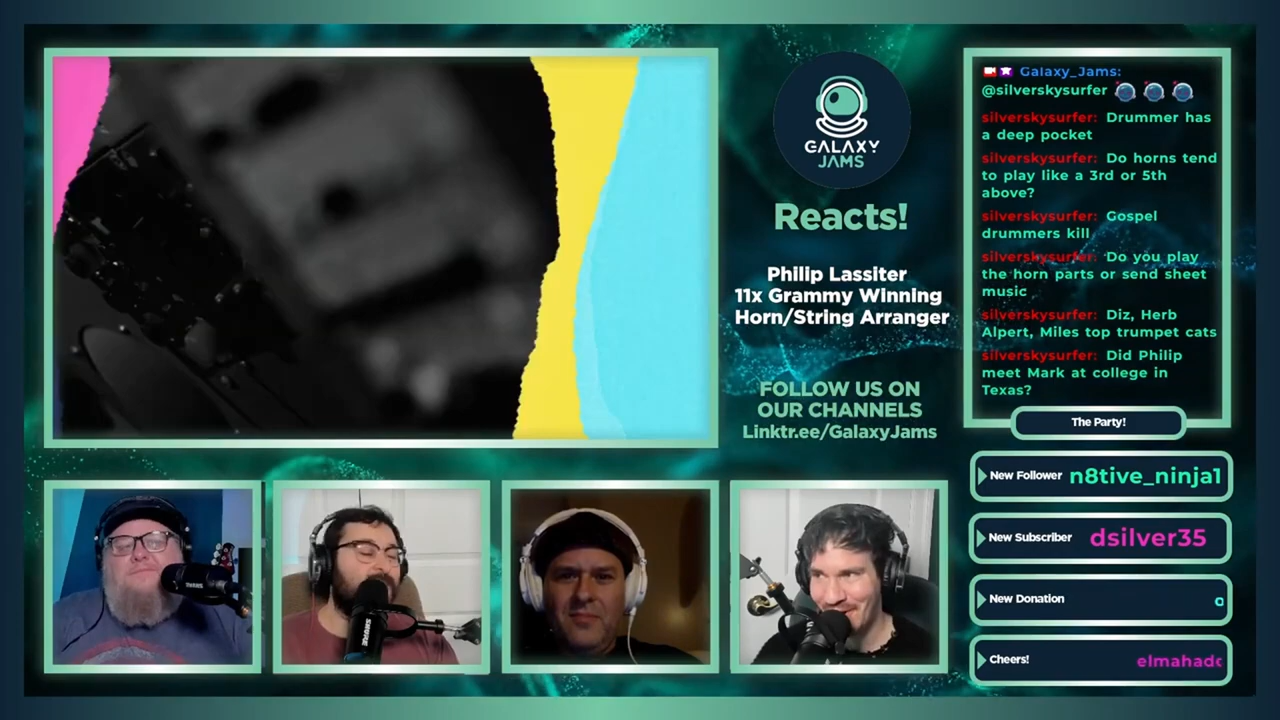 GALAXY
JAMS
Reacts!
Philip Lassiter
11x Grammy Winning
Horn/String Arranger
FOLLOW US ON
OUR CHANNELS
Linktr.ee/GalaxyJams
Galaxy_Jams:
@silverskysurfer
silverskysurfer: Drummer has
a deep pocket
silverskysurfer: Do horns tend
to play like a 3rd or 5th
above?
silverskysurfer: Gospel
drummers kill
silverskysurfer: Do you play
the horn parts or send sheet
music
silverskysurfer: Diz, Herb
Alpert, Miles top trumpet cats
silverskysurfer: Did Philip
meet Mark at college in
Texas?
The Party!
New Follower n8tive_ninja1
New Subscriber dsilver35
New Donation
Cheers! elmahad
SHURE